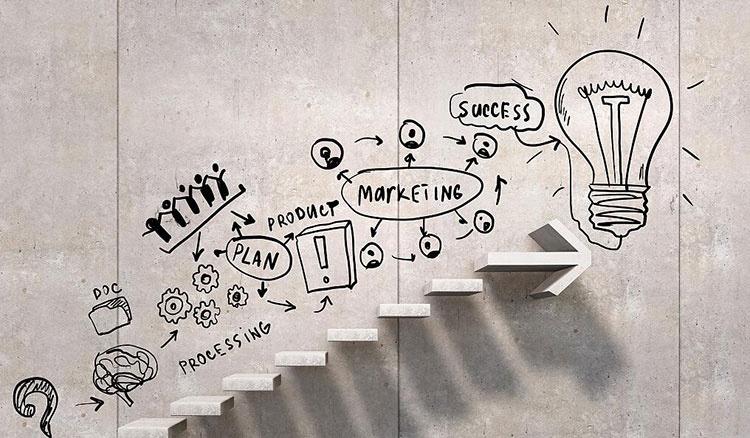 SUCCESS
MARKETING
PRODUCT
!
PLAN
DOC
PROCESSING
?